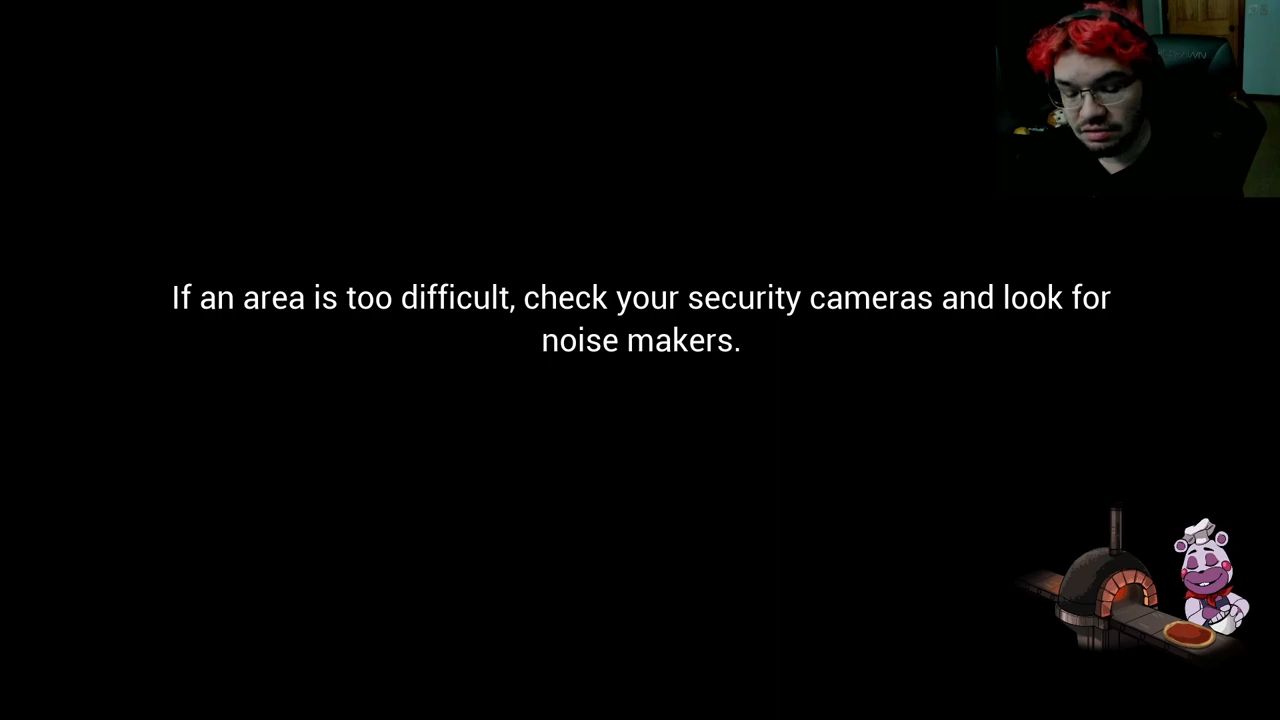 If an area is too difficult, check your security cameras and look for
noise makers.